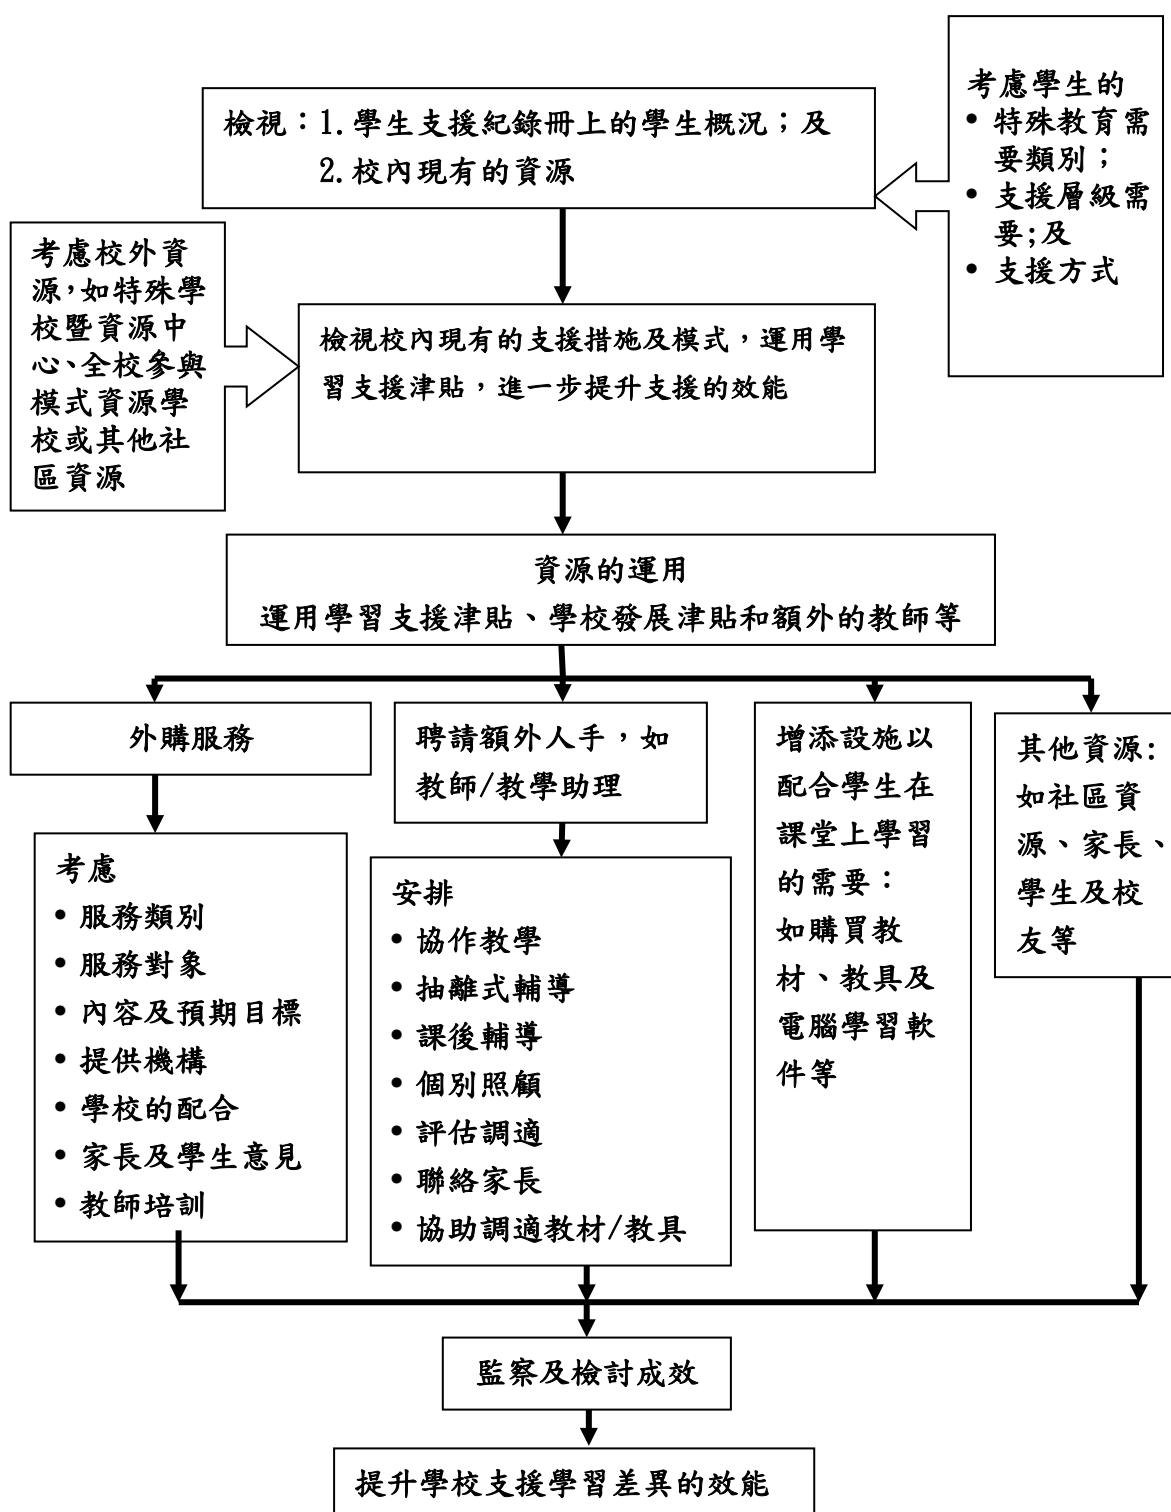 檢視：1.學生支援紀錄冊上的學生概況；及
2.校內現有的資源
考慮學生的
• 特殊教育需
要類別；
• 支援層級需
要;及
• 支援方式
考慮校外資
源,如特殊學
校暨資源中
心、全校參與
模式資源學
校或其他社
區資源
檢視校內現有的支援措施及模式，運用學
習支援津貼，進一步提升支援的效能
資源的運用
運用學習支援津貼、學校發展津貼和額外的教師等
外購服務
考慮
• 服務類別
• 服務對象
• 內容及預期目標
• 提供機構
• 學校的配合
• 家長及學生意見
• 教師培訓
聘請額外人手，如
教師/教學助理
安排
• 協作教學
• 抽離式輔導
• 課後輔導
• 個別照顧
• 評估調適
• 聯絡家長
• 協助調適教材/教具
增添設施以
配合學生在
課堂上學習
的需要：
如購買教
材、教具及
電腦學習軟
件等
其他資源:
如社區資
源、家長、
學生及校
友等
監察及檢討成效
提升學校支援學習差異的效能